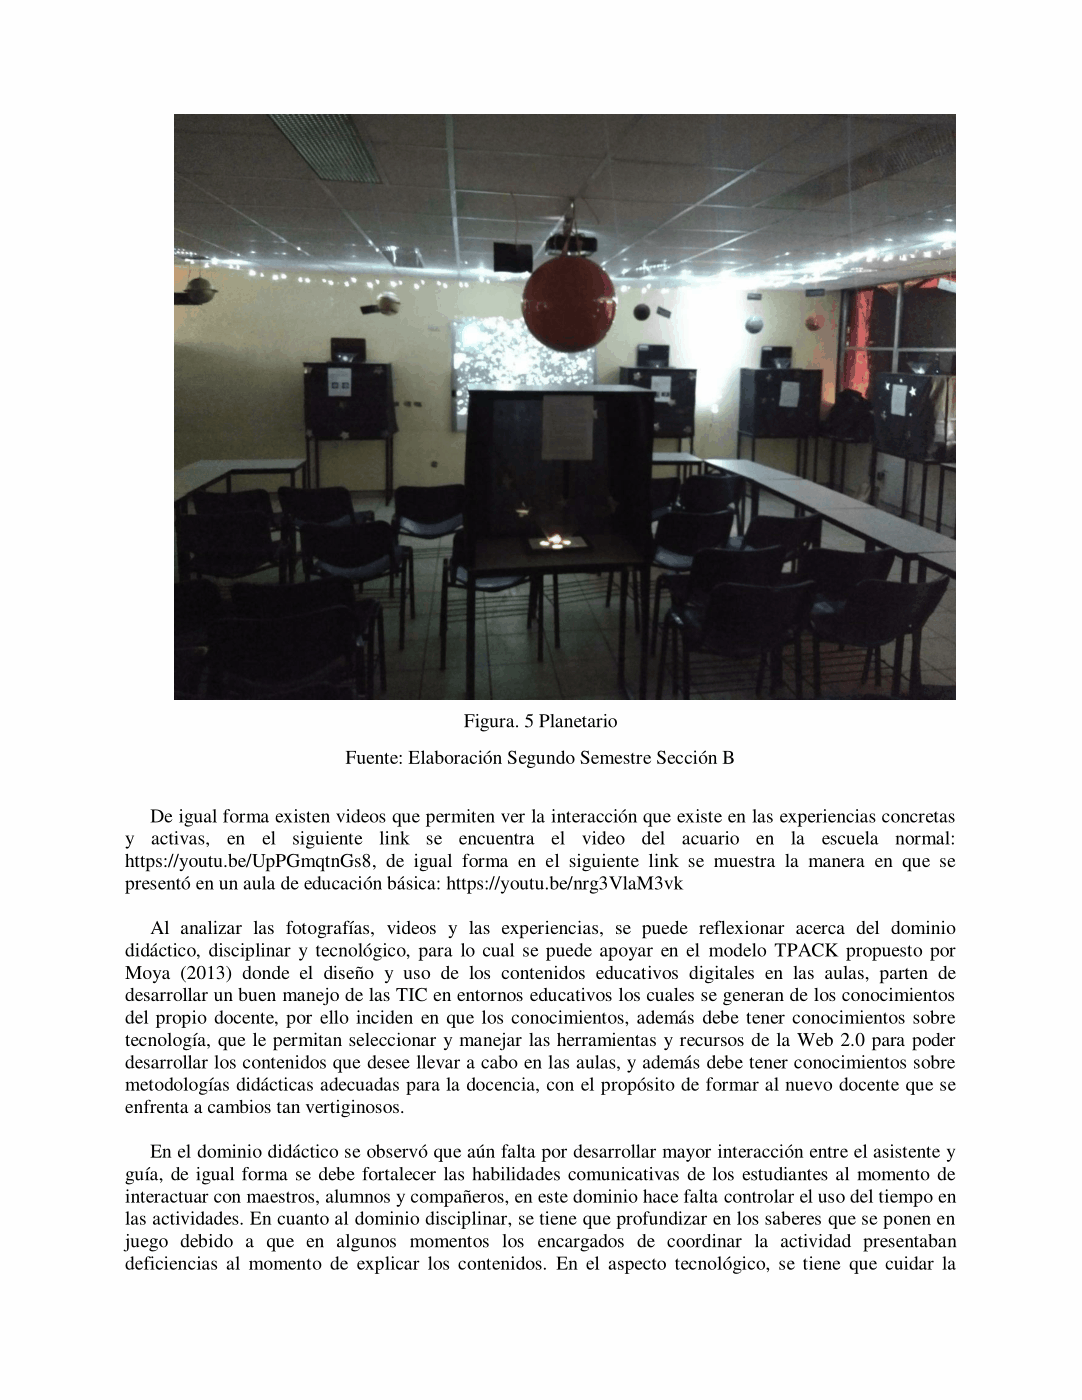 Figura. 5 Planetario
Fuente: Elaboración Segundo Semestre Sección B
De igual forma existen videos que permiten ver la interacción que existe en las experiencias concretas
y activas, en el siguiente link se encuentra el video del acuario en la escuela normal:
https://youtu.be/UpPGmqtnGs8, de igual forma en el siguiente link se muestra la manera en que se
presentó en un aula de educación básica: https://youtu.be/nrg3VlaM3vk
Al analizar las fotografías, videos y las experiencias, se puede reflexionar acerca del dominio
didáctico, disciplinar y tecnológico, para lo cual se puede apoyar en el modelo TPACK propuesto por
Moya (2013) donde el diseño y uso de los contenidos educativos digitales en las aulas, parten de
desarrollar un buen manejo de las TIC en entornos educativos los cuales se generan de los conocimientos
del propio docente, por ello inciden en que los conocimientos, además debe tener conocimientos sobre
tecnología, que le permitan seleccionar y manejar las herramientas y recursos de la Web 2.0 para poder
desarrollar los contenidos que desee llevar a cabo en las aulas, y además debe tener conocimientos sobre
metodologías didácticas adecuadas para la docencia, con el propósito de formar al nuevo docente que se
enfrenta a cambios tan vertiginosos.
En el dominio didáctico se observó que aún falta por desarrollar mayor interacción entre el asistente y
guía, de igual forma se debe fortalecer las habilidades comunicativas de los estudiantes al momento de
interactuar con maestros, alumnos y compañeros, en este dominio hace falta controlar el uso del tiempo en
las actividades. En cuanto al dominio disciplinar, se tiene que profundizar en los saberes que se ponen en
juego debido a que en algunos momentos los encargados de coordinar la actividad presentaban
deficiencias al momento de explicar los contenidos. En el aspecto tecnológico, se tiene que cuidar la